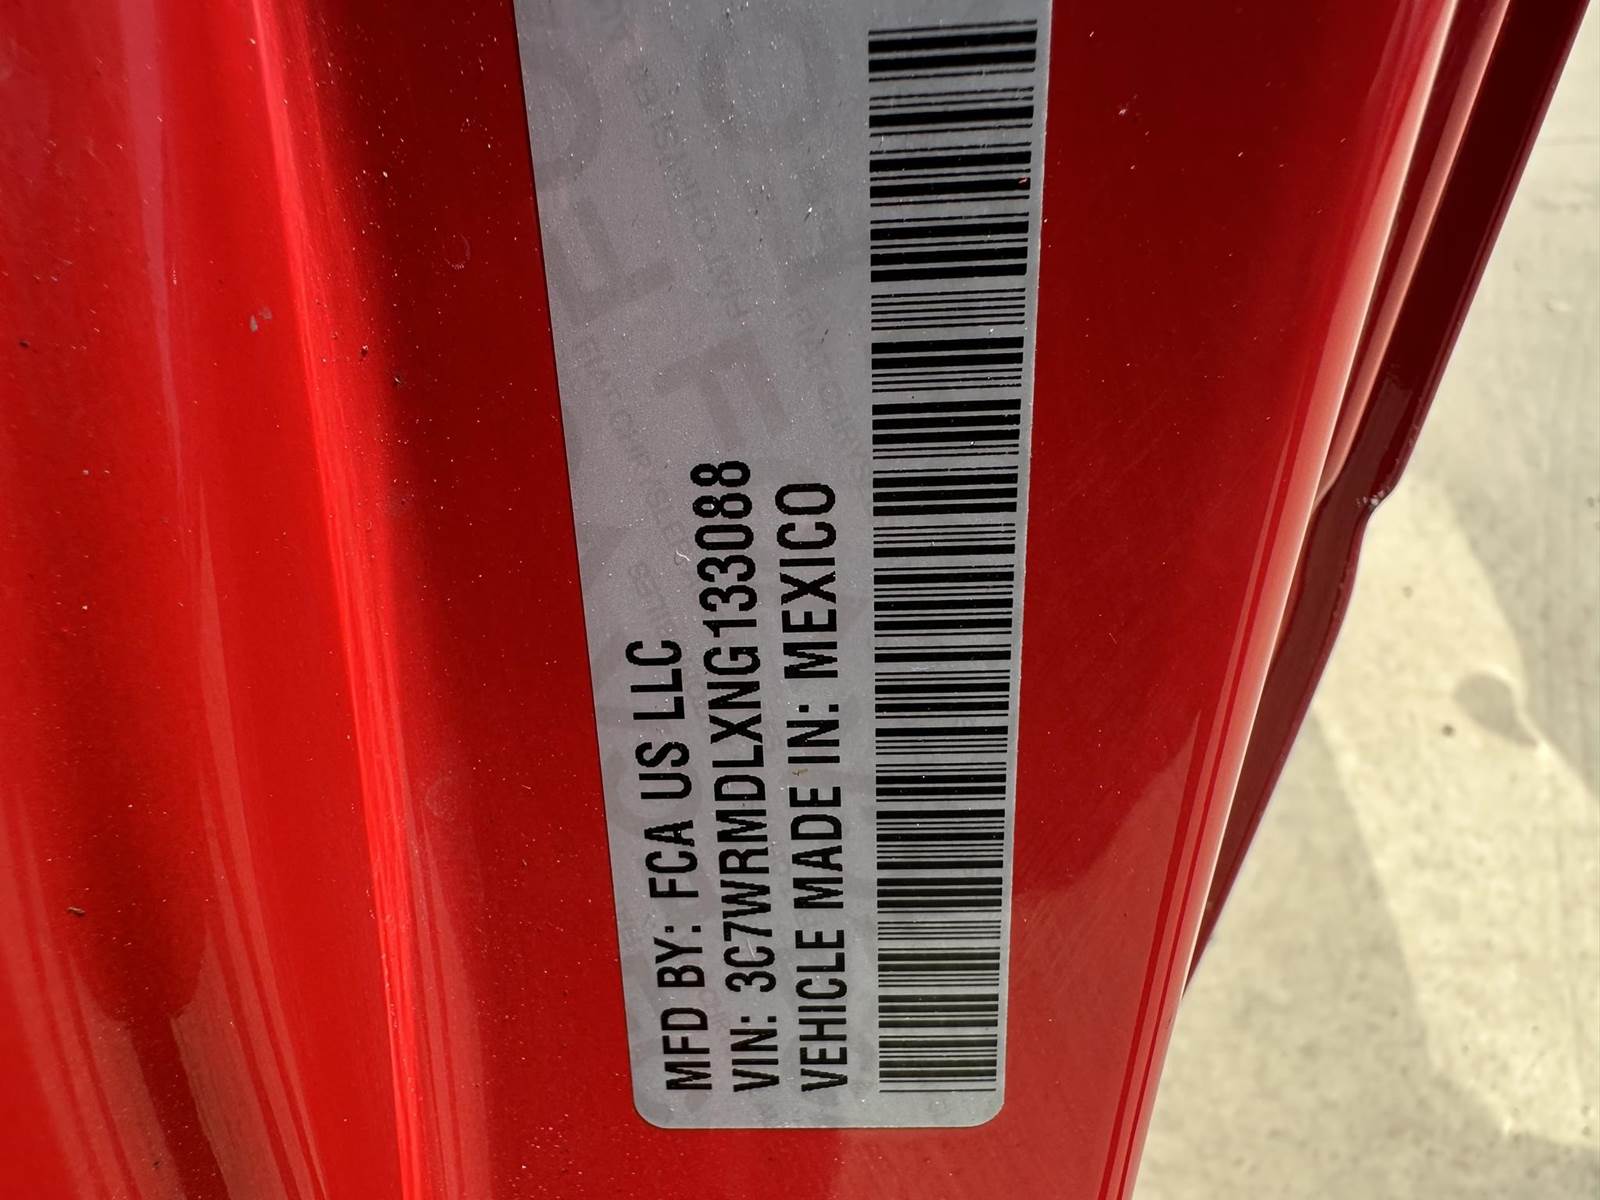 MFD BY: FCA US LLC
VIN: 3C7WRMDLXNG133088
VEHICLE MADE IN: MEXICO